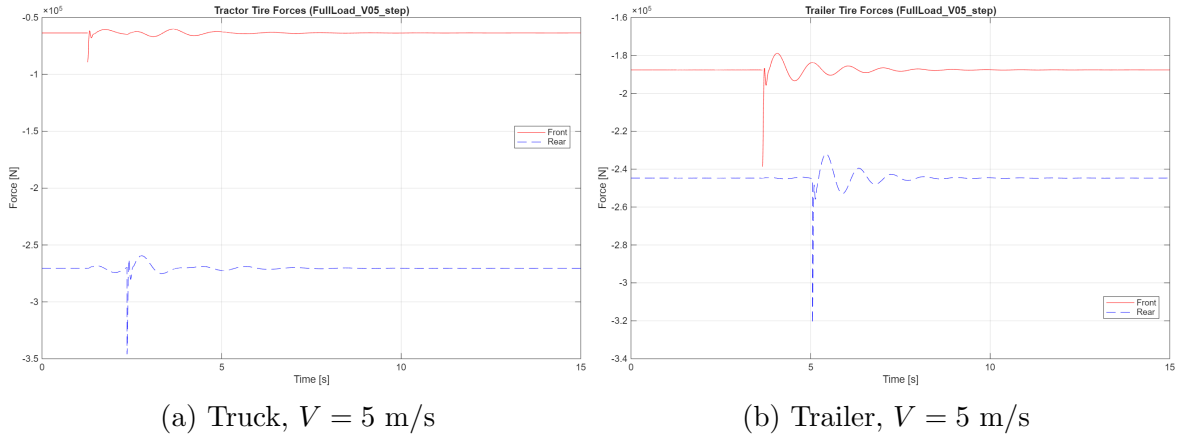 Tractor Tire Forces (FullLoad_V05_step)
×10⁵
-0.5
-1
-1.5
-2
-2.5
-3
-3.5
Force [N]
0
5
10
15
Time [s]
Front
Rear
(a) Truck, V = 5 m/s
Trailer Tire Forces (FullLoad_V05_step)
×10⁵
-1.6
-1.8
-2
-2.2
-2.4
-2.6
-2.8
-3
-3.2
-3.4
Force [N]
0
5
10
15
Time [s]
Front
Rear
(b) Trailer, V = 5 m/s